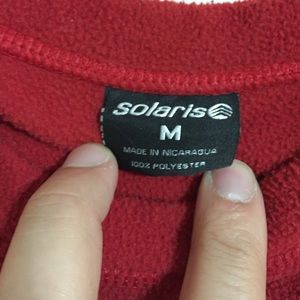 solaris
M
MADE IN NICARAGUA
100% POLYESTER